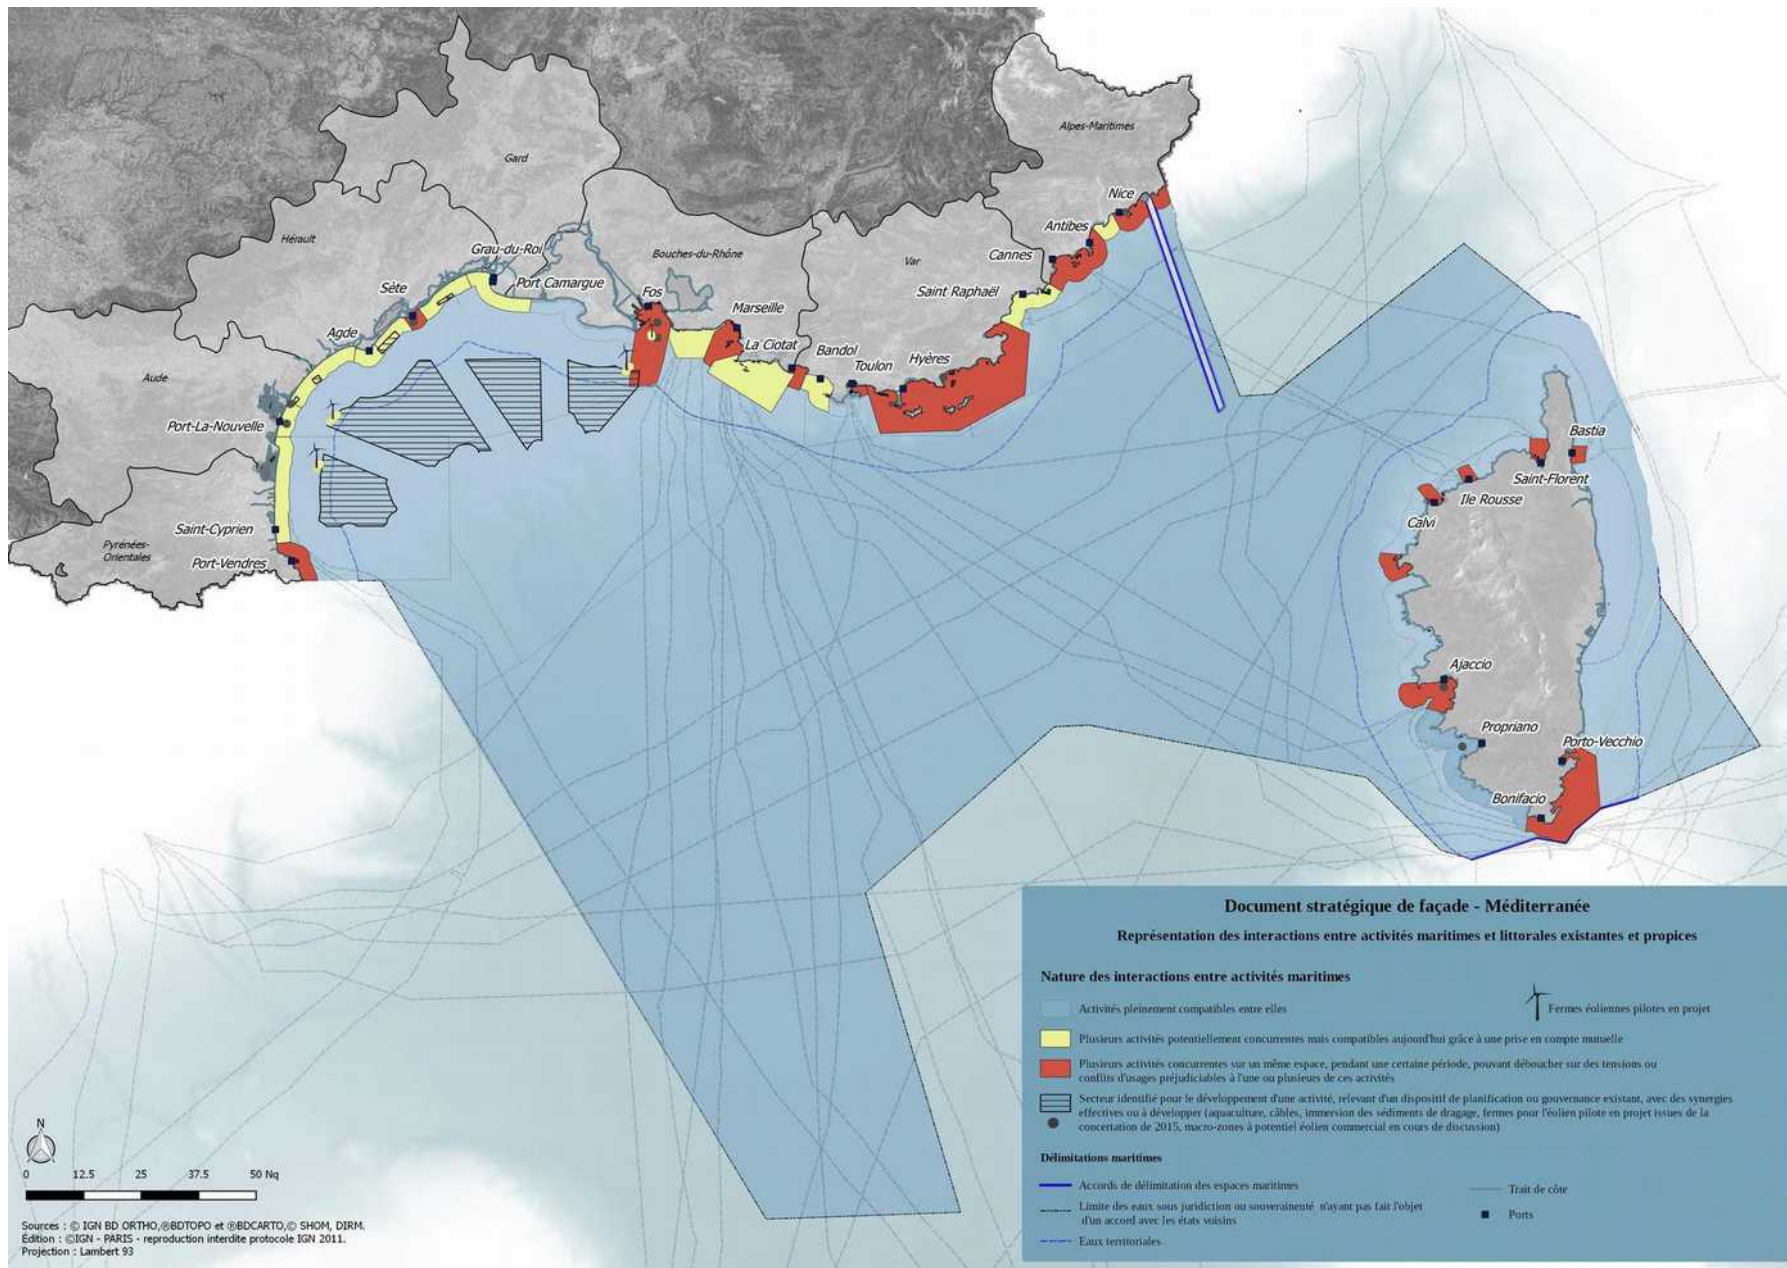 Alpes-Maritimes
Gard
Nice
Antibes
Hérault
Grau-du-Roi
Bouches-du-Rhône
Cannes
Var
Port Camargue
Sète
Fos
Saint Raphaël
Marseille
Agde
La Ciotat
Bandol
Toulon
Hyères
Aude
Port-La-Nouvelle
Bastia
Saint-Florent
Ile Rousse
Calvi
Saint-Cyprien
Pyrénées-
Orientales
Port-Vendres
Ajaccio
Propriano
Porto-Vecchio
Bonifacio
Document stratégique de façade - Méditerranée
Représentation des interactions entre activités maritimes et littorales existantes et propices
Nature des interactions entre activités maritimes
Activités pleinement compatibles entre elles
Fermes éoliennes pilotes en projet
Plusieurs activités potentiellement concurrentes mais compatibles aujourd'hui grâce à une prise en compte mutuelle
Plusieurs activités concurrentes sur un même espace, pendant une certaine période, pouvant déboucher sur des tensions ou
conflits d'usages préjudiciables à l'une ou plusieurs de ces activités
Secteur identifié pour le développement d'une activité, relevant d'un dispositif de planification ou gouvernance existant, avec des synergies
effectives ou à développer (aquaculture, câbles, immersion des sédiments de dragage, fermes pour l'éolien pilote en projet issues de la
concertation de 2015, macro-zones à potentiel éolien commercial en cours de discussion)
Délimitations maritimes
Accords de délimitation des espaces maritimes
Trait de côte
Limite des eaux sous juridiction ou souverainenté n'ayant pas fait l'objet
d'un accord avec les états voisins
Ports
Eaux territoriales
N
0 12.5 25 37.5 50 Nq
Sources : © IGN BD ORTHO,®BDTOPO et ®BDCARTO,© SHOM, DIRM.
Édition : ©IGN - PARIS - reproduction interdite protocole IGN 2011.
Projection : Lambert 93